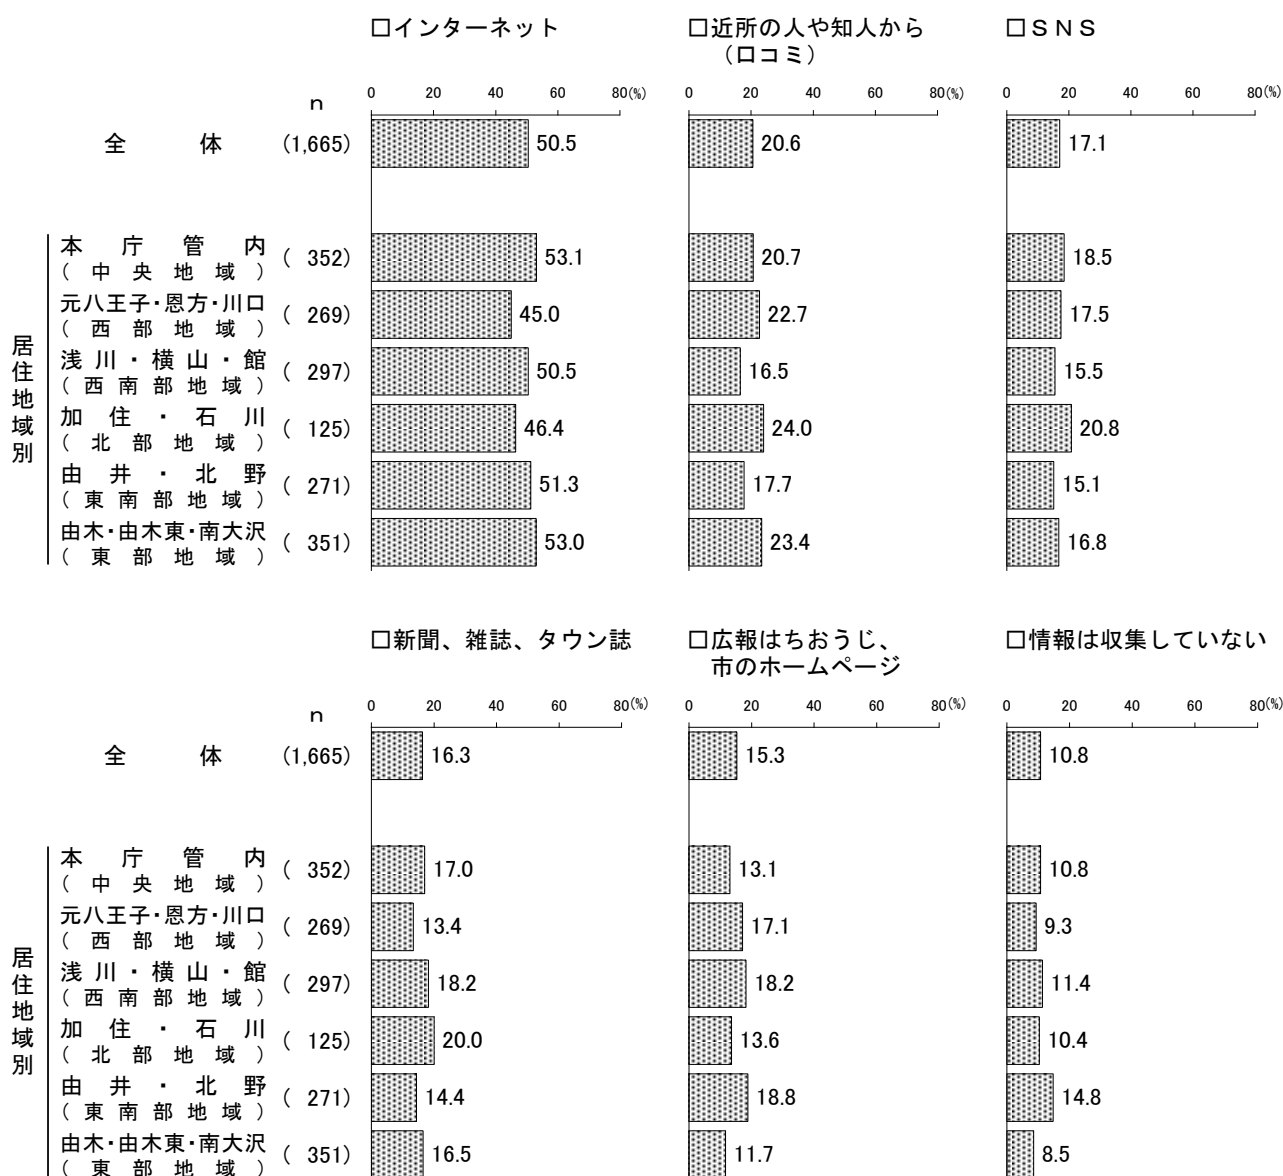 □インターネット □近所の人や知人から □ＳＮＳ
（口コミ）
n 0 20 40 60 80(%) 0 20 40 60 80(%) 0 20 40 60 80(%)
全体 (1,665) 50.5 20.6 17.1
居住地域別
本庁管内
(中央地域) ( 352) 53.1 20.7 18.5
元八王子・恩方・川口
(西部地域) ( 269) 45.0 22.7 17.5
浅川・横山・館
(西南部地域) ( 297) 50.5 16.5 15.5
加住・石川
(北部地域) ( 125) 46.4 24.0 20.8
由井・北野
(東南部地域) ( 271) 51.3 17.7 15.1
由木・由木東・南大沢
(東部地域) ( 351) 53.0 23.4 16.8
□新聞、雑誌、タウン誌 □広報はちおうじ、 □情報は収集していない
市のホームページ
n 0 20 40 60 80(%) 0 20 40 60 80(%) 0 20 40 60 80(%)
全体 (1,665) 16.3 15.3 10.8
居住地域別
本庁管内
(中央地域) ( 352) 17.0 13.1 10.8
元八王子・恩方・川口
(西部地域) ( 269) 13.4 17.1 9.3
浅川・横山・館
(西南部地域) ( 297) 18.2 18.2 11.4
加住・石川
(北部地域) ( 125) 20.0 13.6 10.4
由井・北野
(東南部地域) ( 271) 14.4 18.8 14.8
由木・由木東・南大沢
(東部地域) ( 351) 16.5 11.7 8.5